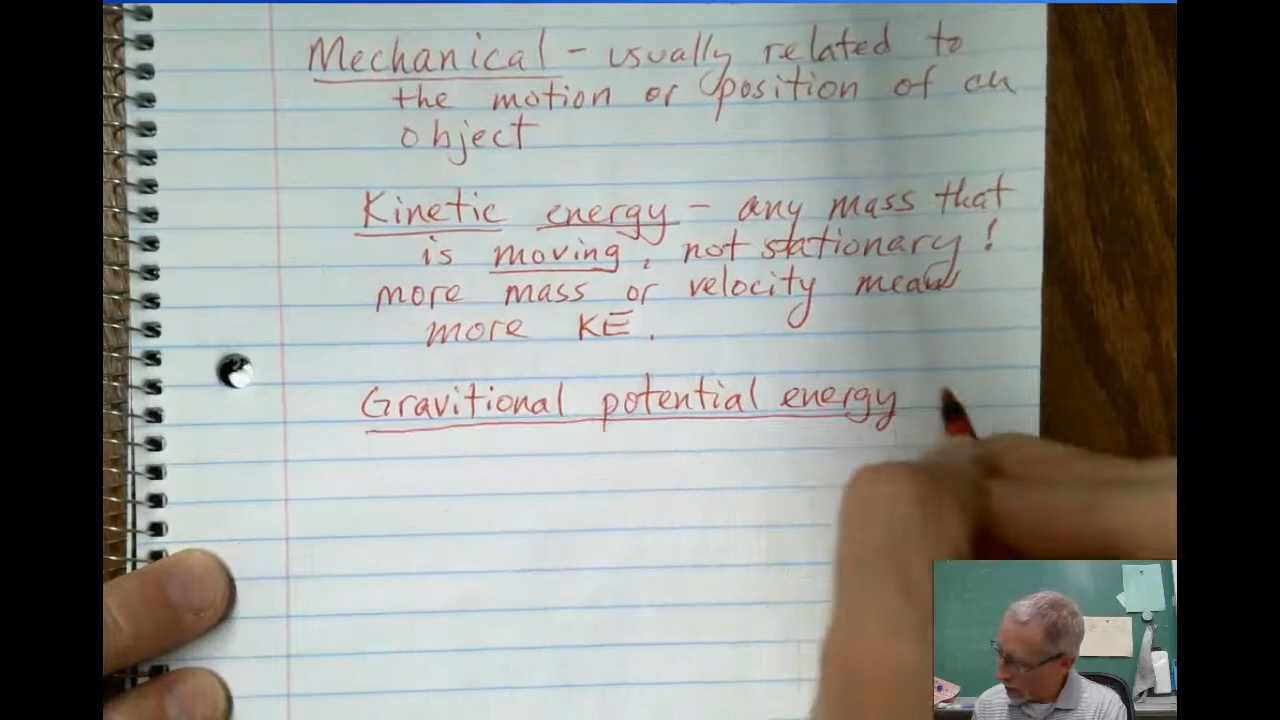 Mechanical - usually related to
the motion or position of an
object
Kinetic energy - any mass that
is moving, not stationary!
more mass or velocity means
more KE.
Gravitional potential energy